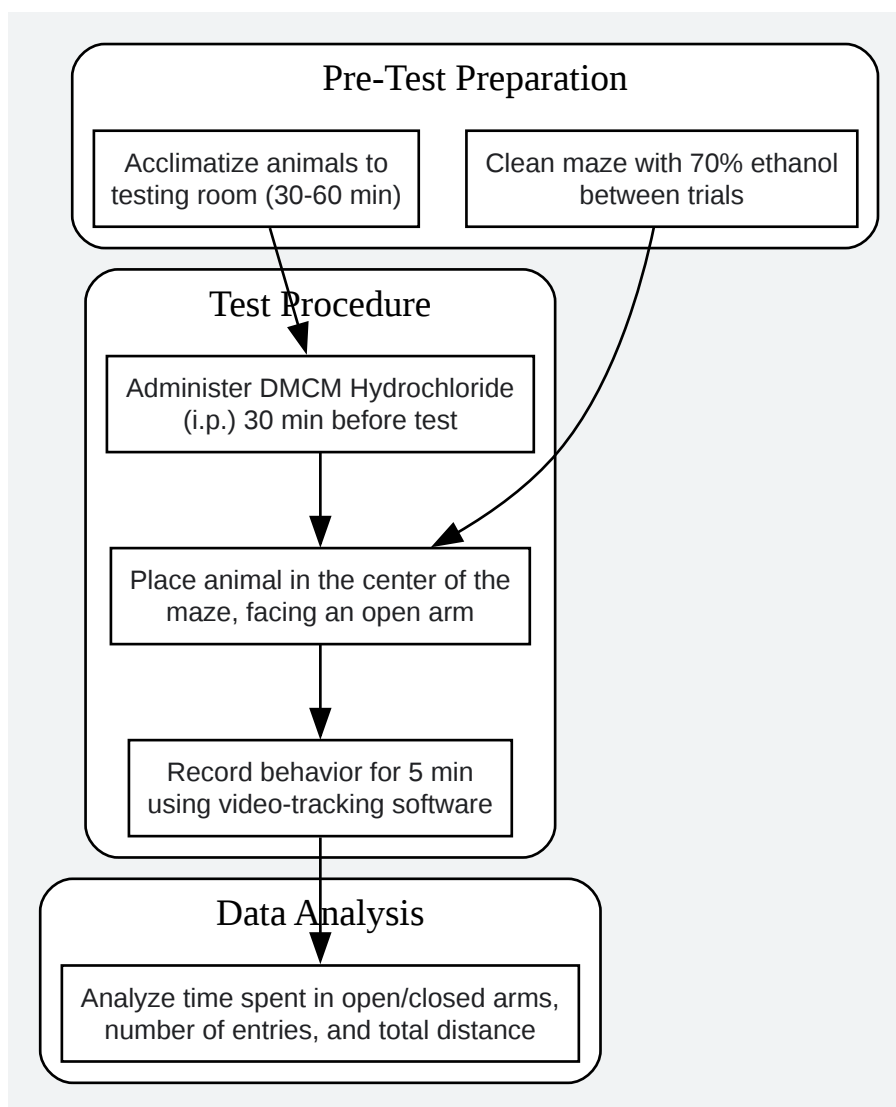 Pre-Test Preparation
Acclimatize animals to
testing room (30-60 min)
Clean maze with 70% ethanol
between trials
Test Procedure
Administer DMCM Hydrochloride
(i.p.) 30 min before test
Place animal in the center of the
maze, facing an open arm
Record behavior for 5 min
using video-tracking software
Data Analysis
Analyze time spent in open/closed arms,
number of entries, and total distance